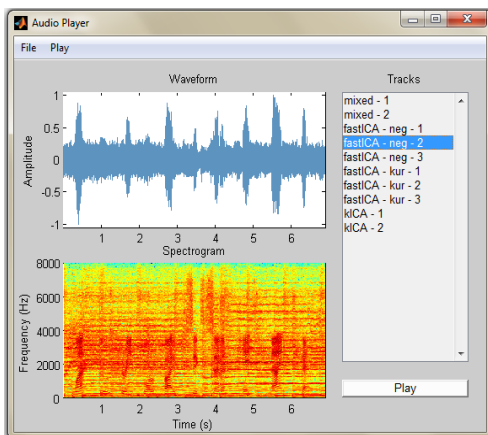 Audio Player
File Play
Waveform
Amplitude
1
0.5
0
-0.5
-1
1 2 3 4 5 6
Spectrogram
Frequency (Hz)
8000
6000
4000
2000
0
1 2 3 4 5 6
Time (s)
Tracks
mixed - 1
mixed - 2
fastICA - neg - 1
fastICA - neg - 2
fastICA - neg - 3
fastICA - kur - 1
fastICA - kur - 2
fastICA - kur - 3
kICA - 1
kICA - 2
Play